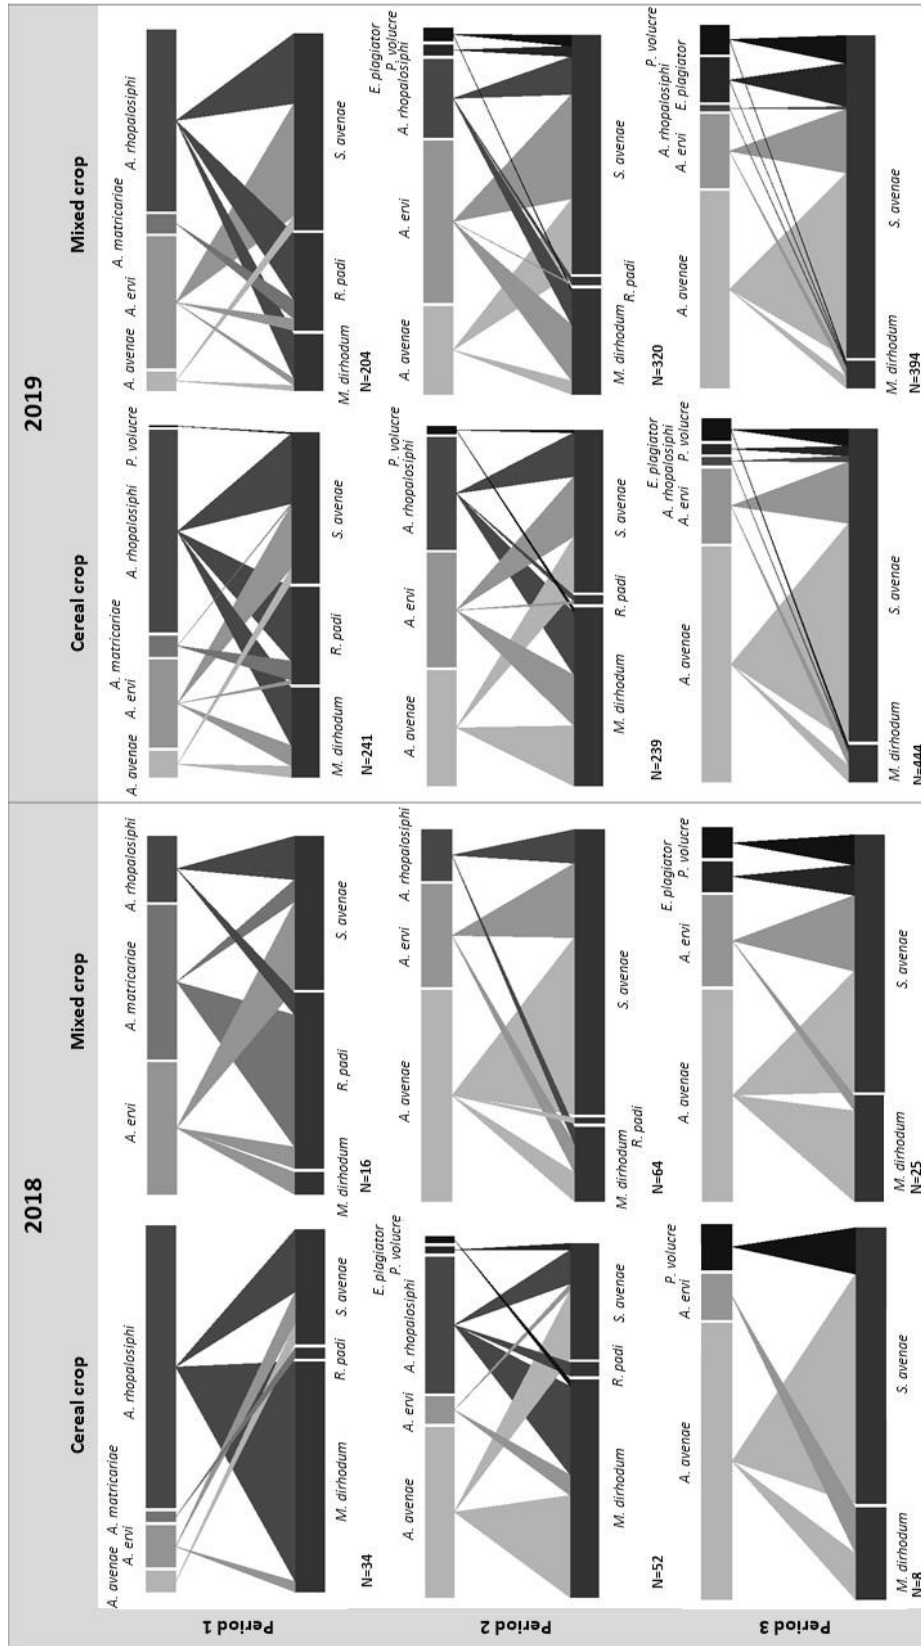 2018
2019
Cereal crop
Mixed crop
Cereal crop
Mixed crop
Period 1
A. avenae
A. ervi
A. matricariae
A. rhopalosiphi
M. dirhodum
R. padi
S. avenae
N=34
A. ervi
A. matricariae
A. rhopalosiphi
M. dirhodum
R. padi
S. avenae
N=16
A. avenae
A. ervi
A. matricariae
A. rhopalosiphi
P. volucre
M. dirhodum
R. padi
S. avenae
N=241
A. avenae
A. ervi
A. matricariae
A. rhopalosiphi
M. dirhodum
R. padi
S. avenae
N=204
Period 2
A. avenae
A. ervi
A. rhopalosiphi
E. plagiator
P. volucre
M. dirhodum
R. padi
S. avenae
N=52
A. avenae
A. ervi
A. rhopalosiphi
M. dirhodum
R. padi
S. avenae
N=64
A. avenae
A. ervi
A. rhopalosiphi
P. volucre
M. dirhodum
R. padi
S. avenae
N=239
A. avenae
A. ervi
A. rhopalosiphi
E. plagiator
P. volucre
M. dirhodum
R. padi
S. avenae
N=320
Period 3
A. avenae
A. ervi
P. volucre
M. dirhodum
S. avenae
N=8
A. avenae
A. ervi
E. plagiator
P. volucre
M. dirhodum
S. avenae
N=25
A. avenae
A. ervi
A. rhopalosiphi
E. plagiator
P. volucre
M. dirhodum
S. avenae
N=444
A. avenae
A. ervi
A. rhopalosiphi
E. plagiator
P. volucre
M. dirhodum
S. avenae
N=394